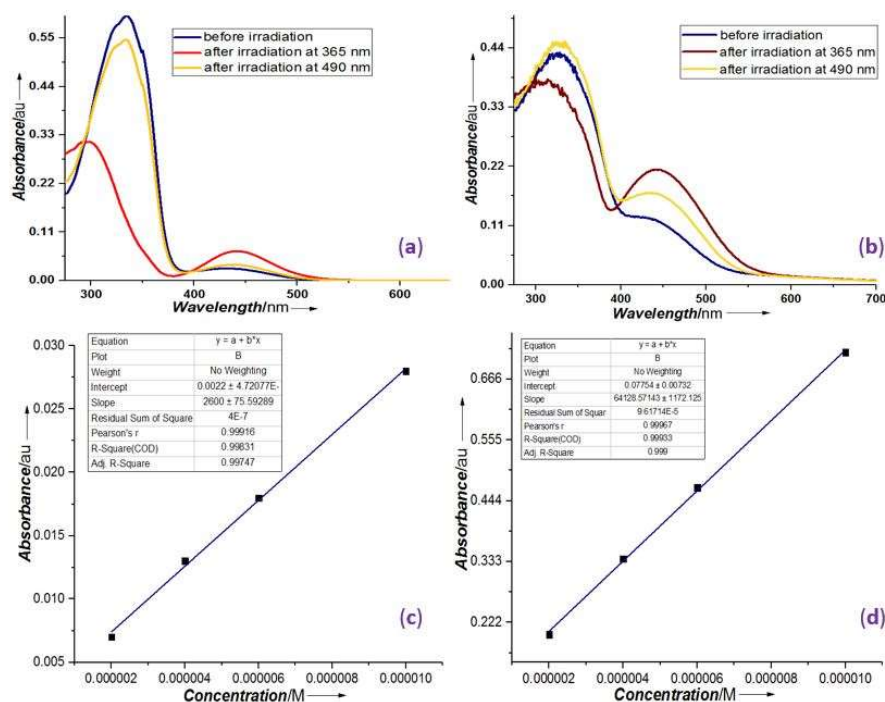 0.55
0.44
0.33
0.22
0.11
0.00
Absorbance/au
before irradiation
after irradiation at 365 nm
after irradiation at 490 nm
(a)
300 400 500 600
Wavelength/nm
0.44
0.33
0.22
0.11
0.00
Absorbance/au
before irradiation
after irradiation at 365 nm
after irradiation at 490 nm
(b)
300 400 500 600 700
Wavelength/nm
0.030
0.025
0.020
0.015
0.010
0.005
Absorbance/au
Equation y = a + b*x
Plot B
Weight No Weighting
Intercept 0.0022 ± 4.72077E-
Slope 2600 ± 75.59289
Residual Sum of Square 4E-7
Pearson's r 0.99916
R-Square(COD) 0.99831
Adj. R-Square 0.99747
(c)
0.000002 0.000004 0.000006 0.000008 0.000010
Concentration/M
0.666
0.555
0.444
0.333
0.222
Absorbance/au
Equation y = a + b*x
Plot B
Weight No Weighting
Intercept 0.07754 ± 0.00732
Slope 64128.57143 ± 1172.125
Residual Sum of Squar 9.61714E-5
Pearson's r 0.99967
R-Square(COD) 0.99933
Adj. R-Square 0.999
(d)
0.000002 0.000004 0.000006 0.000008 0.000010
Concentration/M